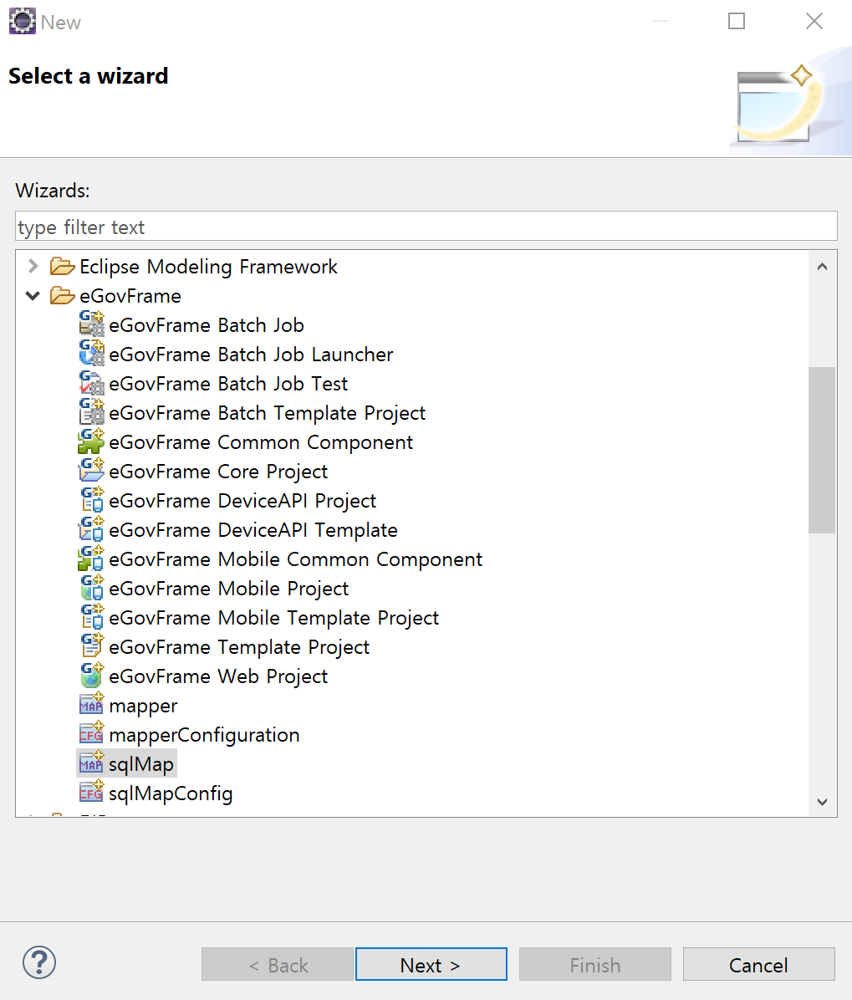 New
Select a wizard
Wizards:
type filter text
Eclipse Modeling Framework
eGovFrame
eGovFrame Batch Job
eGovFrame Batch Job Launcher
eGovFrame Batch Job Test
eGovFrame Batch Template Project
eGovFrame Common Component
eGovFrame Core Project
eGovFrame DeviceAPI Project
eGovFrame DeviceAPI Template
eGovFrame Mobile Common Component
eGovFrame Mobile Project
eGovFrame Mobile Template Project
eGovFrame Template Project
eGovFrame Web Project
mapper
mapperConfiguration
sqlMap
sqlMapConfig
< Back
Next >
Finish
Cancel